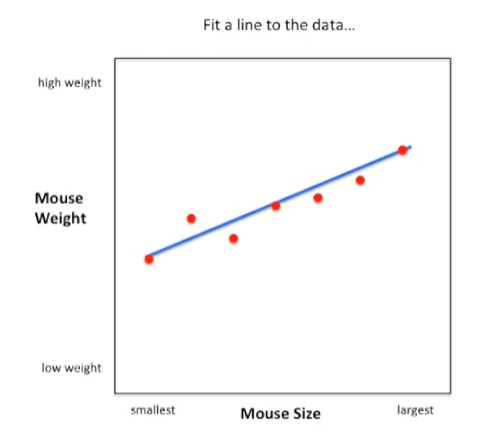 Fit a line to the data...
high weight
Mouse
Weight
low weight
smallest
Mouse Size
largest